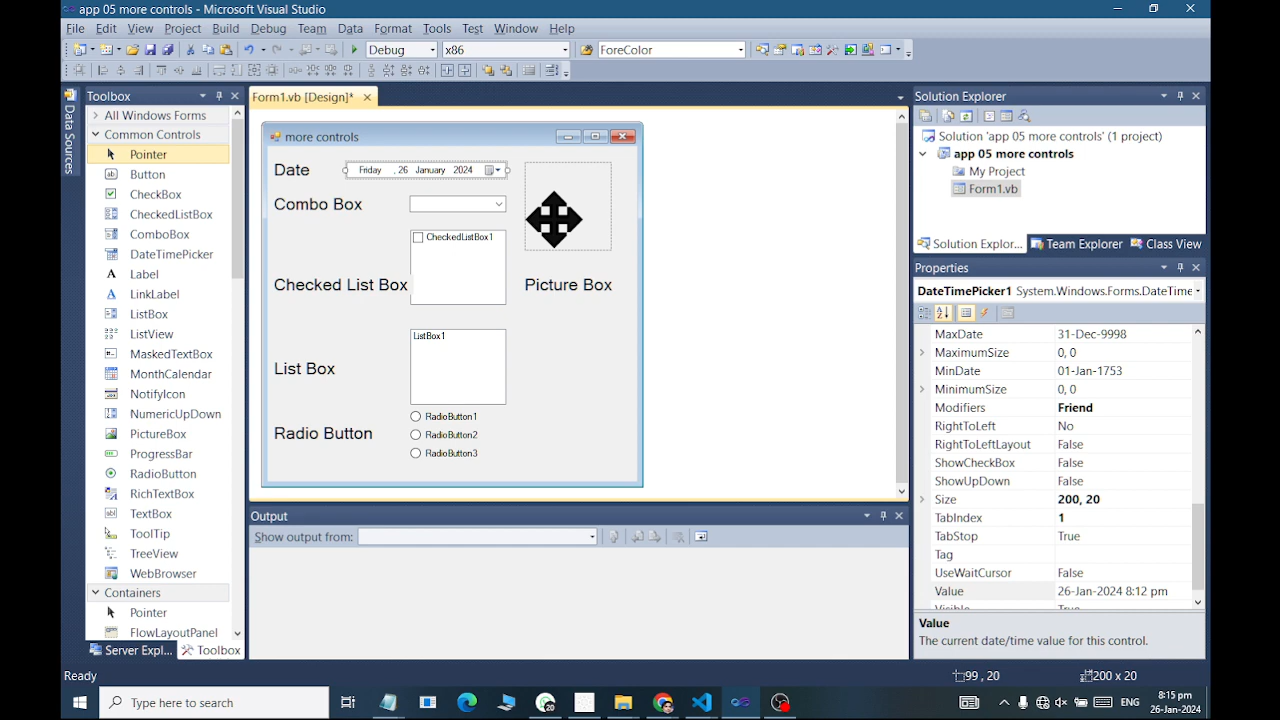 app 05 more controls - Microsoft Visual Studio
File Edit View Project Build Debug Team Data Format Tools Test Window Help
Debug x86 ForeColor
Data Sources
Toolbox
All Windows Forms
Common Controls
Pointer
Button
CheckBox
CheckedListBox
ComboBox
DateTimePicker
Label
LinkLabel
ListBox
ListView
MaskedTextBox
MonthCalendar
NotifyIcon
NumericUpDown
PictureBox
ProgressBar
RadioButton
RichTextBox
TextBox
ToolTip
TreeView
WebBrowser
Containers
Pointer
FlowLayoutPanel
Server Expl... Toolbox
Form1.vb [Design]*
more controls
Date Friday , 26 January 2024
Combo Box
CheckedListBox1
Checked List Box
Picture Box
ListBox1
List Box
RadioButton1
Radio Button
RadioButton2
RadioButton3
Output
Show output from:
Solution Explorer
Solution 'app 05 more controls' (1 project)
app 05 more controls
My Project
Form1.vb
Solution Explor... Team Explorer Class View
Properties
DateTimePicker1 System.Windows.Forms.DateTime
MaxDate 31-Dec-9998
MaximumSize 0, 0
MinDate 01-Jan-1753
MinimumSize 0, 0
Modifiers Friend
RightToLeft No
RightToLeftLayout False
ShowCheckBox False
ShowUpDown False
Size 200, 20
TabIndex 1
TabStop True
Tag
UseWaitCursor False
Value 26-Jan-2024 8:12 pm
Visible True
Value
The current date/time value for this control.
Ready 99 , 20 200 x 20
Type here to search
20 20 99+ ENG
8:15 pm
26-Jan-2024